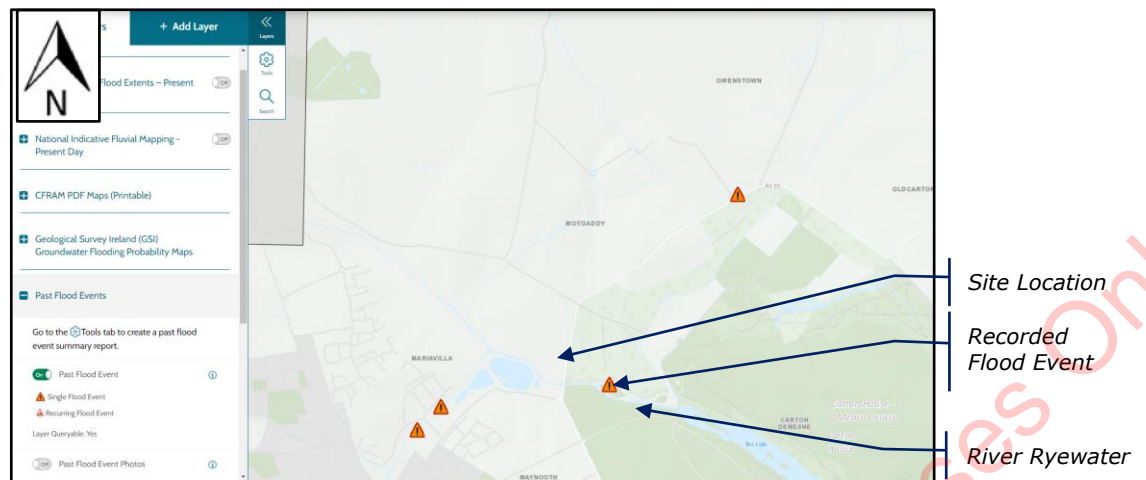 + Add Layer
Layers
Tools
Search
N
Flood Extents – Present
Off
National Indicative Fluvial Mapping -
Present Day
Off
CFRAM PDF Maps (Printable)
Geological Survey Ireland (GSI)
Groundwater Flooding Probability Maps
Past Flood Events
Go to the Tools tab to create a past flood
event summary report.
On
Past Flood Event
Single Flood Event
Recurring Flood Event
Layer Queryable: Yes
Off
Past Flood Event Photos
OWENSTOWN
OLD CARTON
MOYGADDY
MARIAVILLA
CARTON
DEMESNE
MAYNOOTH
Site Location
Recorded
Flood Event
River Ryewater